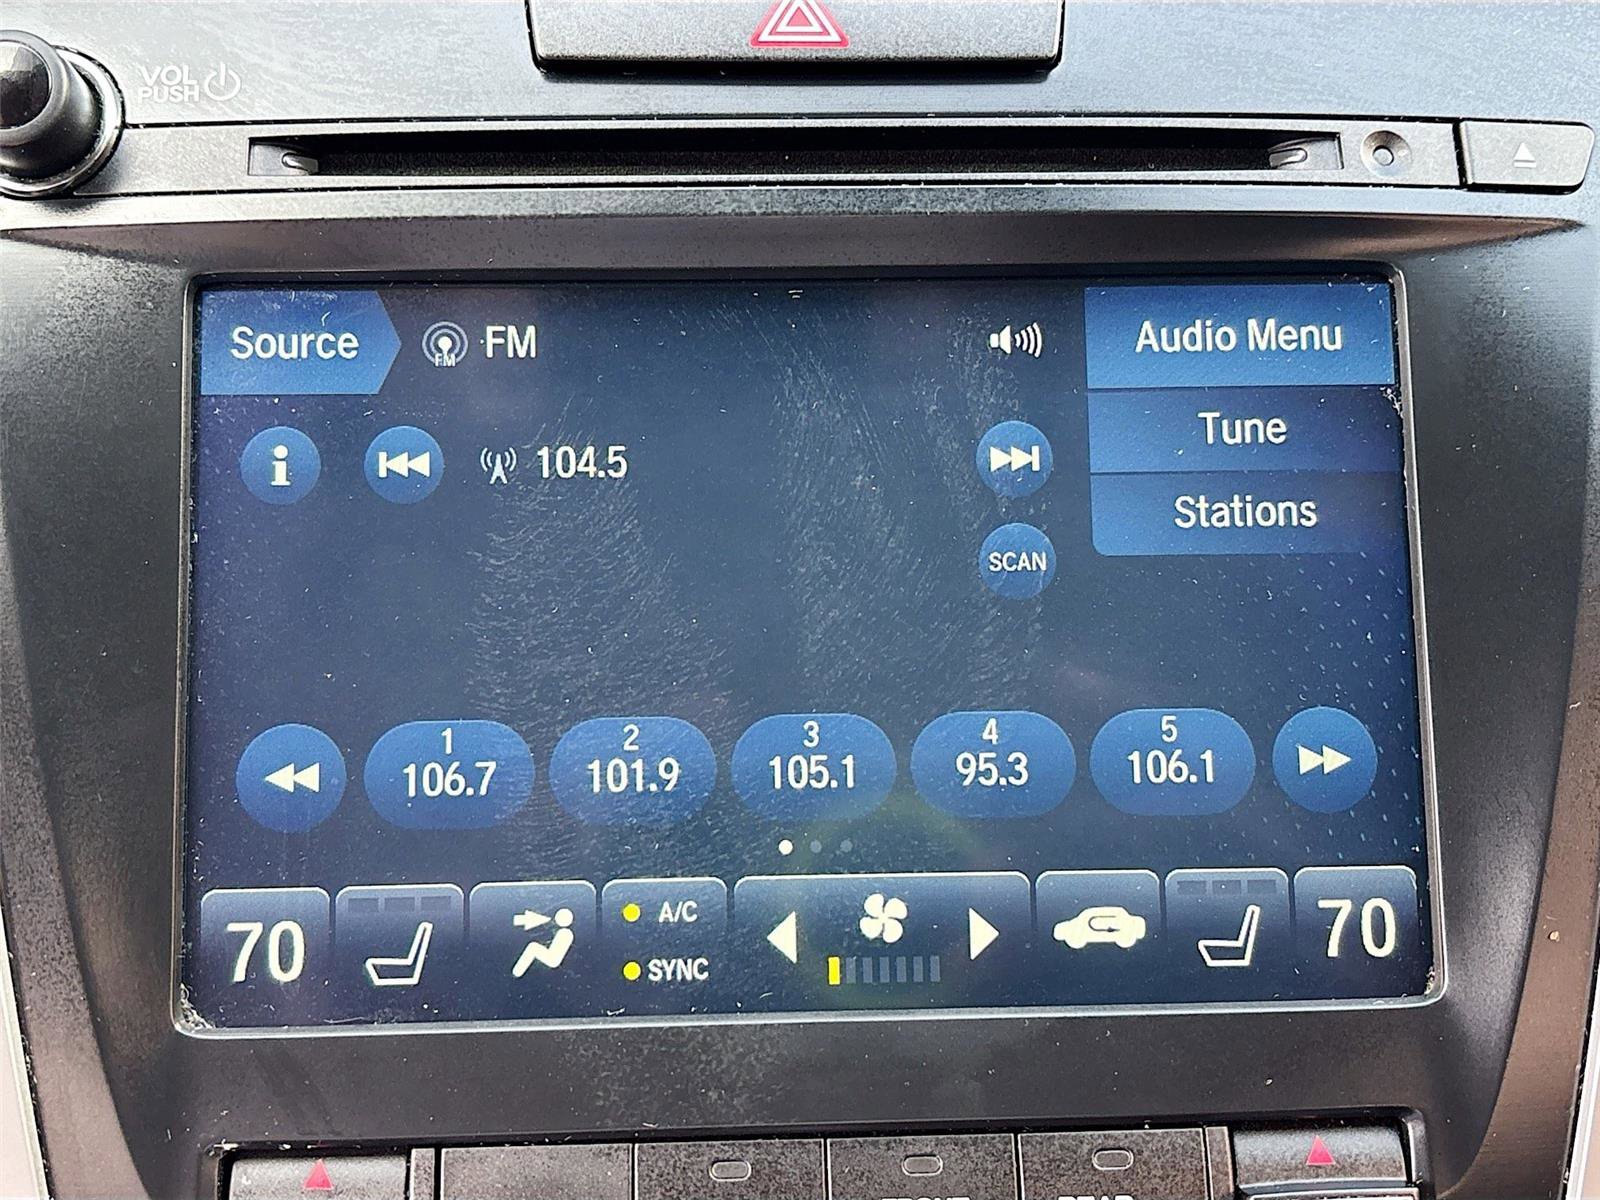 VOL
PUSH
Source
FM
FM
Audio Menu
104.5
Tune
Stations
SCAN
1
106.7
2
101.9
3
105.1
4
95.3
5
106.1
70
A/C
SYNC
70